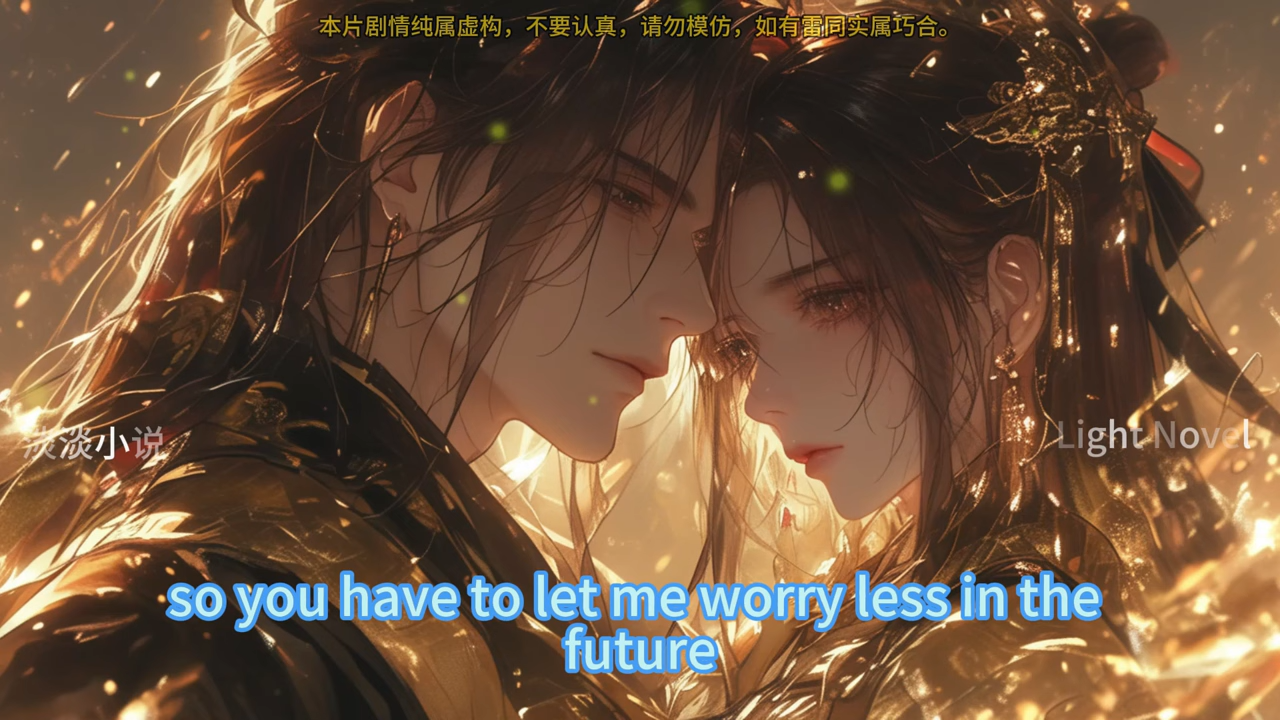 本片剧情纯属虚构，不要认真，请勿模仿，如有雷同实属巧合。
淡淡小说
Light Novel
so you have to let me worry less in the
future